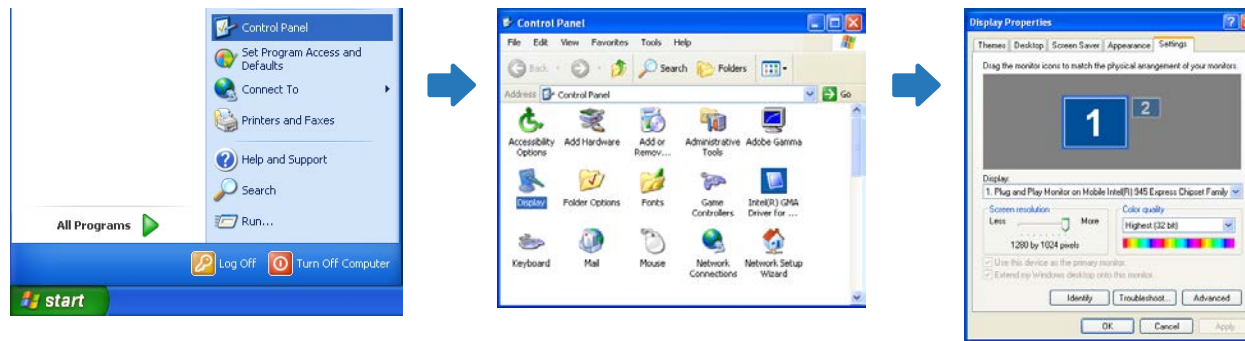 Control Panel
Set Program Access and
Defaults
Connect To
Printers and Faxes
Help and Support
Search
Run...
All Programs
Log Off
Turn Off Computer
start
Control Panel
File Edit View Favorites Tools Help
Back
Search Folders
Address Control Panel Go
Accessibility Options
Add Hardware
Add or Remov...
Administrative Tools
Adobe Gamma
Display
Folder Options
Fonts
Game Controllers
Intel(R) GMA Driver for ...
Keyboard
Mail
Mouse
Network Connections
Network Setup Wizard
Display Properties
Themes Desktop Screen Saver Appearance Settings
Drag the monitor icons to match the physical arrangement of your monitors.
1 2
Display:
1. Plug and Play Monitor on Mobile Intel(R) 945 Express Chipset Family
Screen resolution
Less More
1280 by 1024 pixels
Color quality
Highest (32 bit)
Use this device as the primary monitor.
Extend my Windows desktop onto this monitor.
Identify Troubleshoot... Advanced
OK Cancel Apply